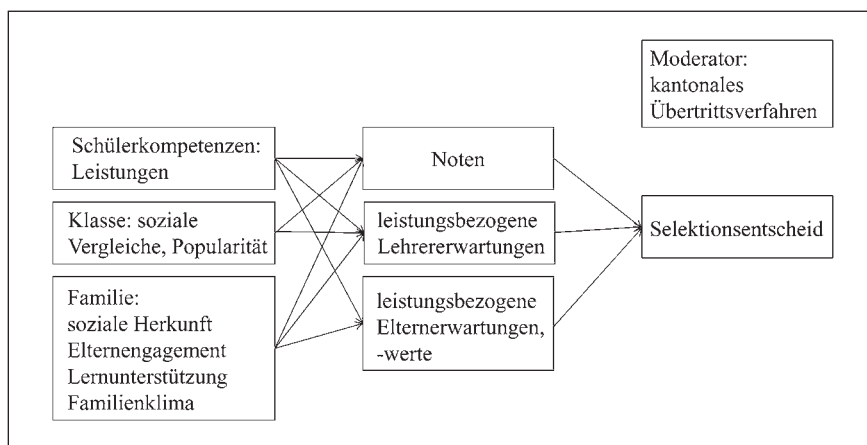 Moderator:
kantonales
Übertrittsverfahren
Schülerkompetenzen:
Leistungen
Noten
Klasse: soziale
Vergleiche, Popularität
leistungsbezogene
Lehrererwartungen
Selektionsentscheid
Familie:
soziale Herkunft
Elternengagement
Lernunterstützung
Familienklima
leistungsbezogene
Elternerwartungen,
-werte